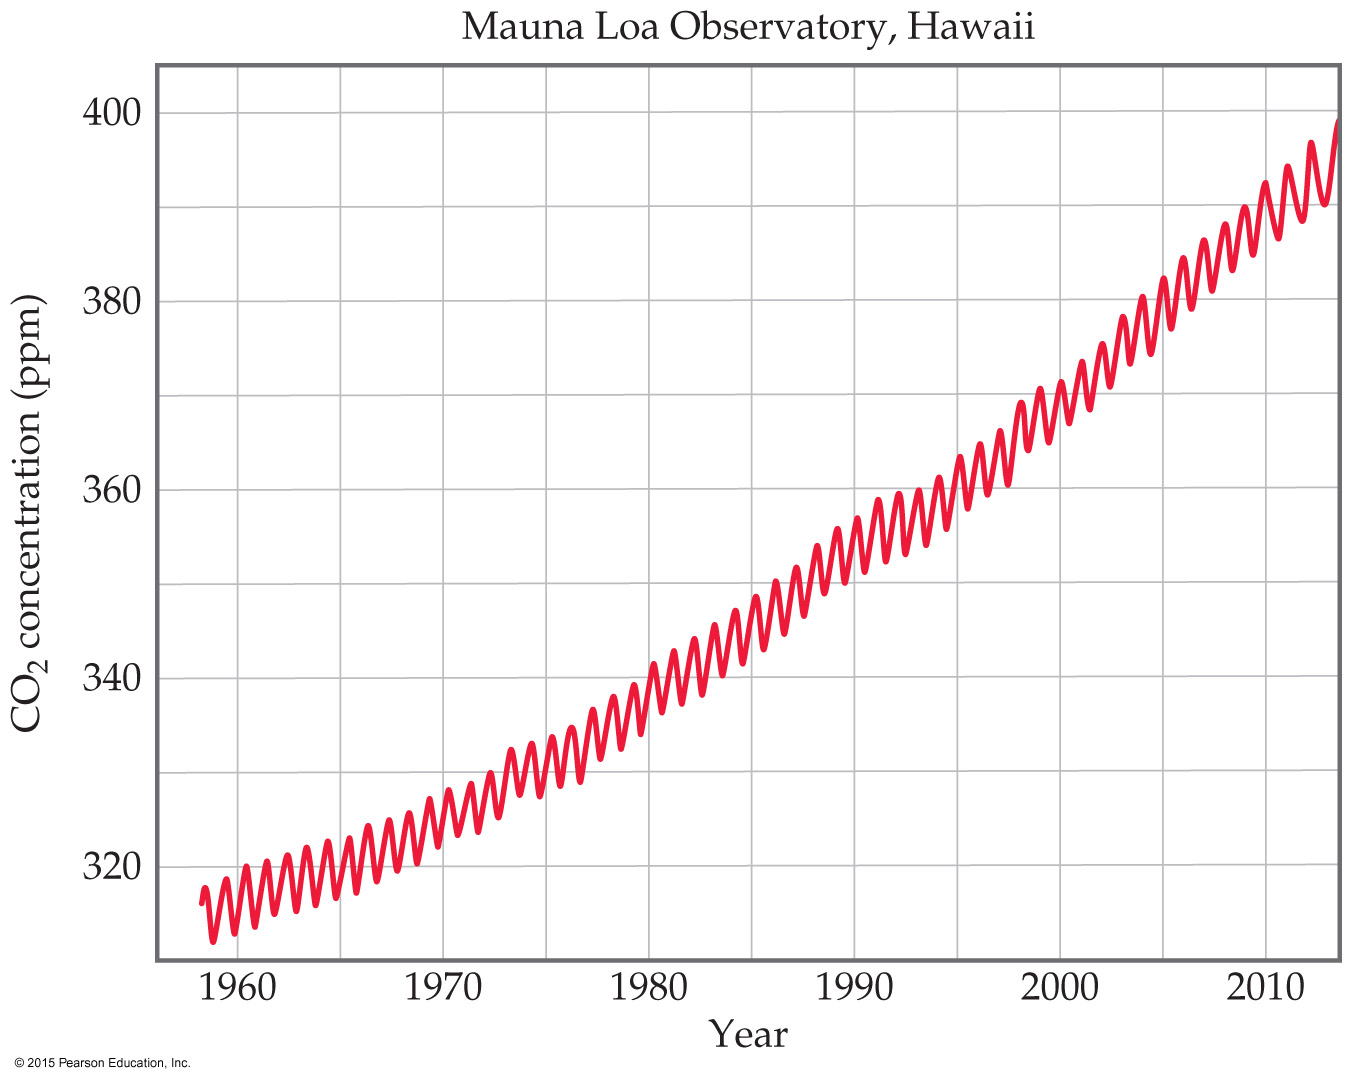 Mauna Loa Observatory, Hawaii
400
380
360
340
320
CO₂ concentration (ppm)
1960 1970 1980 1990 2000 2010
Year
© 2015 Pearson Education, Inc.